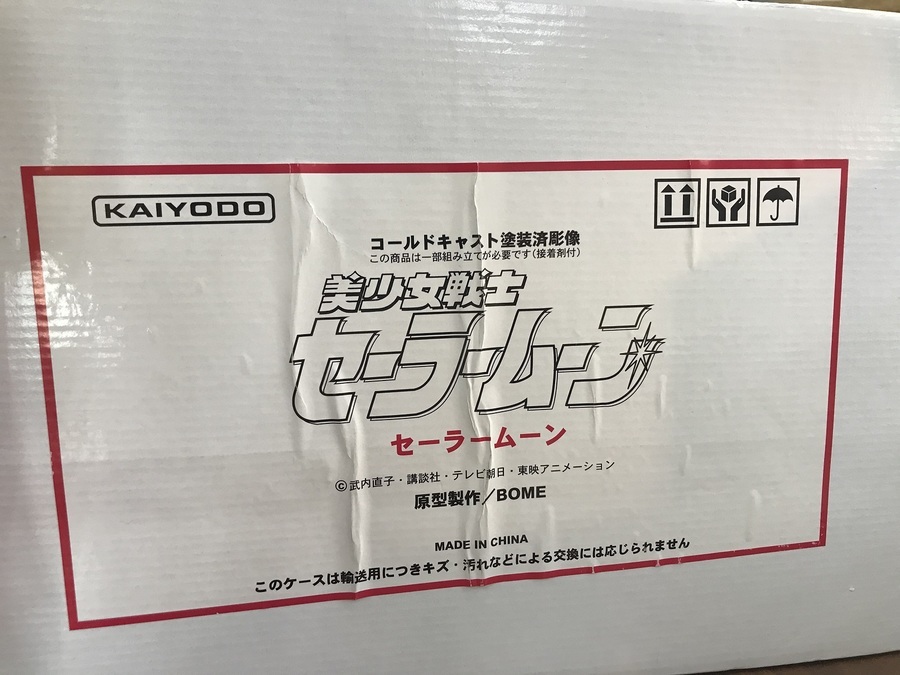 KAIYODO
コールドキャスト塗装済彫像
この商品は一部組み立てが必要です(接着剤付)
美少女戦士
セーラームーン
セーラームーン
©武内直子・講談社・テレビ朝日・東映アニメーション
原型製作/BOME
MADE IN CHINA
このケースは輸送用につきキズ・汚れなどによる交換には応じられません